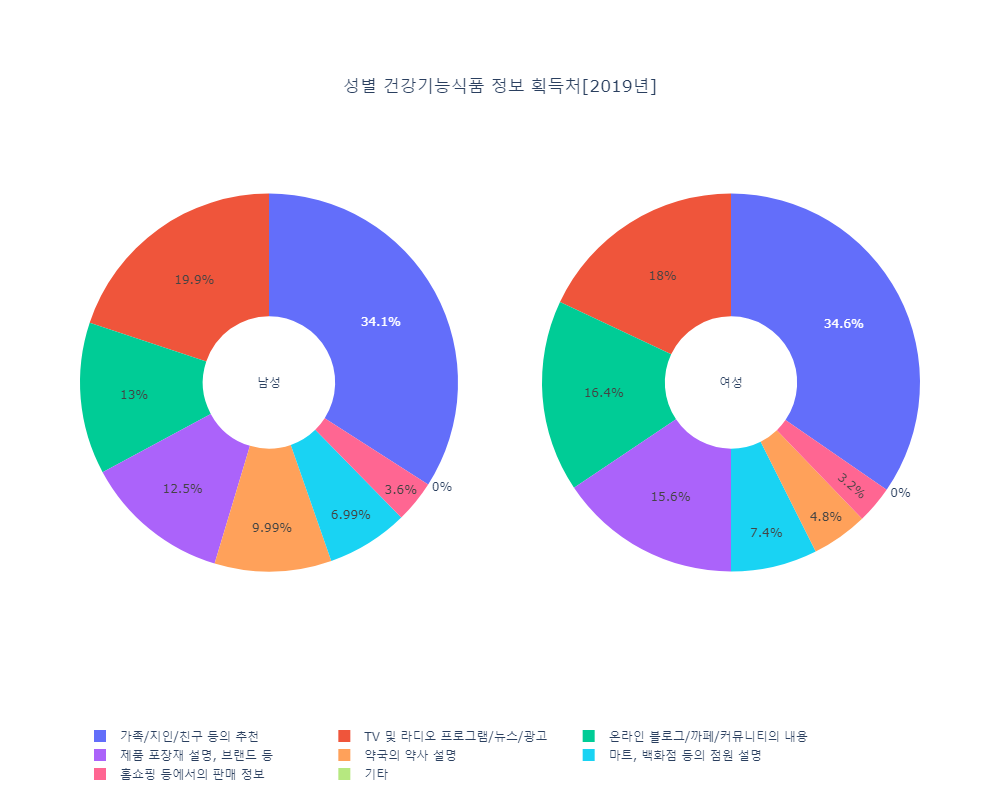 성별 건강기능식품 정보 획득처[2019년]
19.9%
34.1%
13%
남성
12.5%
3.6%
0%
9.99%
6.99%
18%
34.6%
16.4%
여성
15.6%
3.2%
0%
4.8%
7.4%
가족/지인/친구 등의 추천
TV 및 라디오 프로그램/뉴스/광고
온라인 블로그/까페/커뮤니티의 내용
제품 포장재 설명, 브랜드 등
약국의 약사 설명
마트, 백화점 등의 점원 설명
홈쇼핑 등에서의 판매 정보
기타